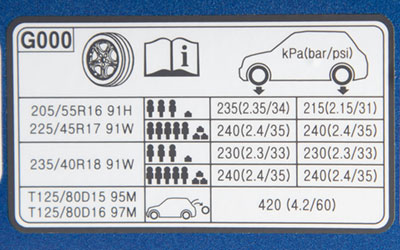 G000
kPa(bar/psi)
205/55R16 91H
225/45R17 91W
235(2.35/34) 215(2.15/31)
240(2.4/35) 240(2.4/35)
235/40R18 91W
230(2.3/33) 230(2.3/33)
240(2.4/35) 240(2.4/35)
T125/80D15 95M
T125/80D16 97M
420 (4.2/60)